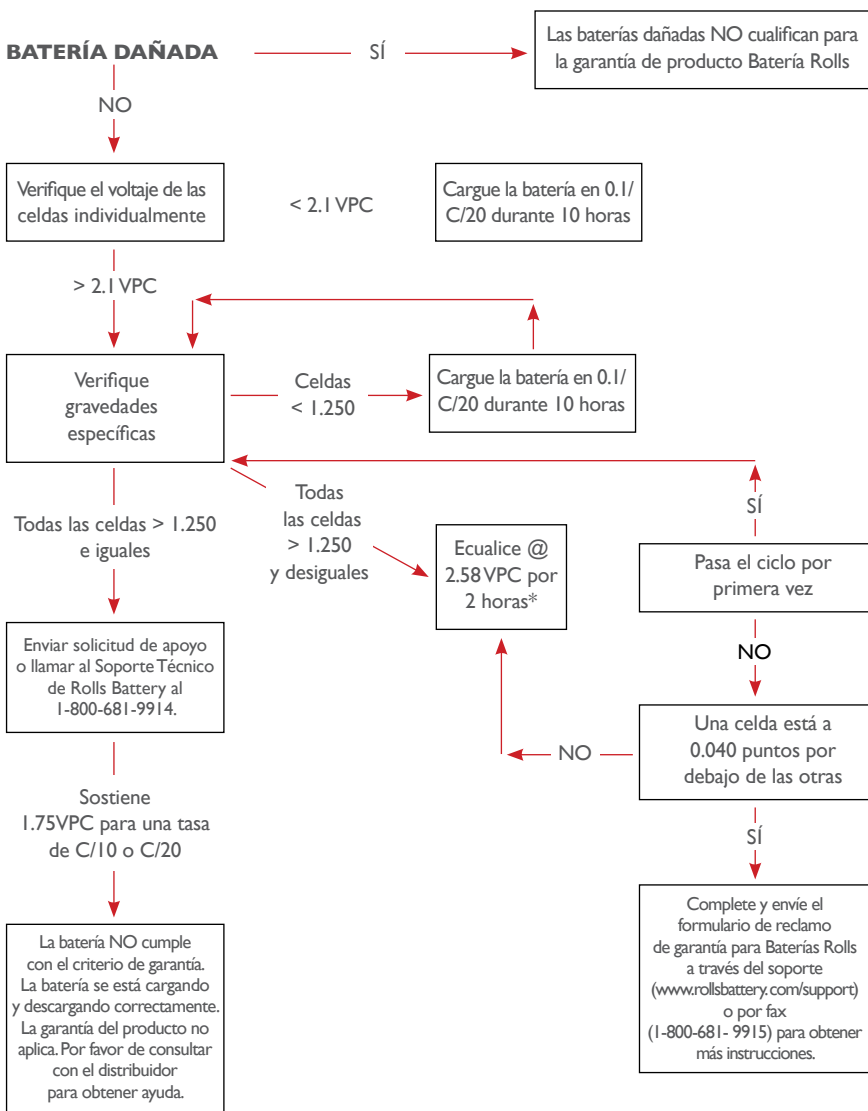 BATERÍA DAÑADA
SÍ
Las baterías dañadas NO cualifican para
la garantía de producto Batería Rolls
NO
Verifique el voltaje de las
celdas individualmente
< 2.1 VPC
Cargue la batería en 0.1/
C/20 durante 10 horas
> 2.1 VPC
Verifique
gravedades
específicas
Celdas
< 1.250
Cargue la batería en 0.1/
C/20 durante 10 horas
Todas las celdas > 1.250
e iguales
Todas
las celdas
> 1.250
y desiguales
Ecualice @
2.58 VPC por
2 horas*
SÍ
Pasa el ciclo por
primera vez
NO
Enviar solicitud de apoyo
o llamar al Soporte Técnico
de Rolls Battery al
1-800-681-9914.
Una celda está a
0.040 puntos por
debajo de las otras
NO
SÍ
Sostiene
1.75VPC para una tasa
de C/10 o C/20
La batería NO cumple
con el criterio de garantía.
La batería se está cargando
y descargando correctamente.
La garantía del producto no
aplica. Por favor de consultar
con el distribuidor
para obtener ayuda.
Complete y envíe el
formulario de reclamo
de garantía para Baterías Rolls
a través del soporte
(www.rollsbattery.com/support)
o por fax
(1-800-681- 9915) para obtener
más instrucciones.